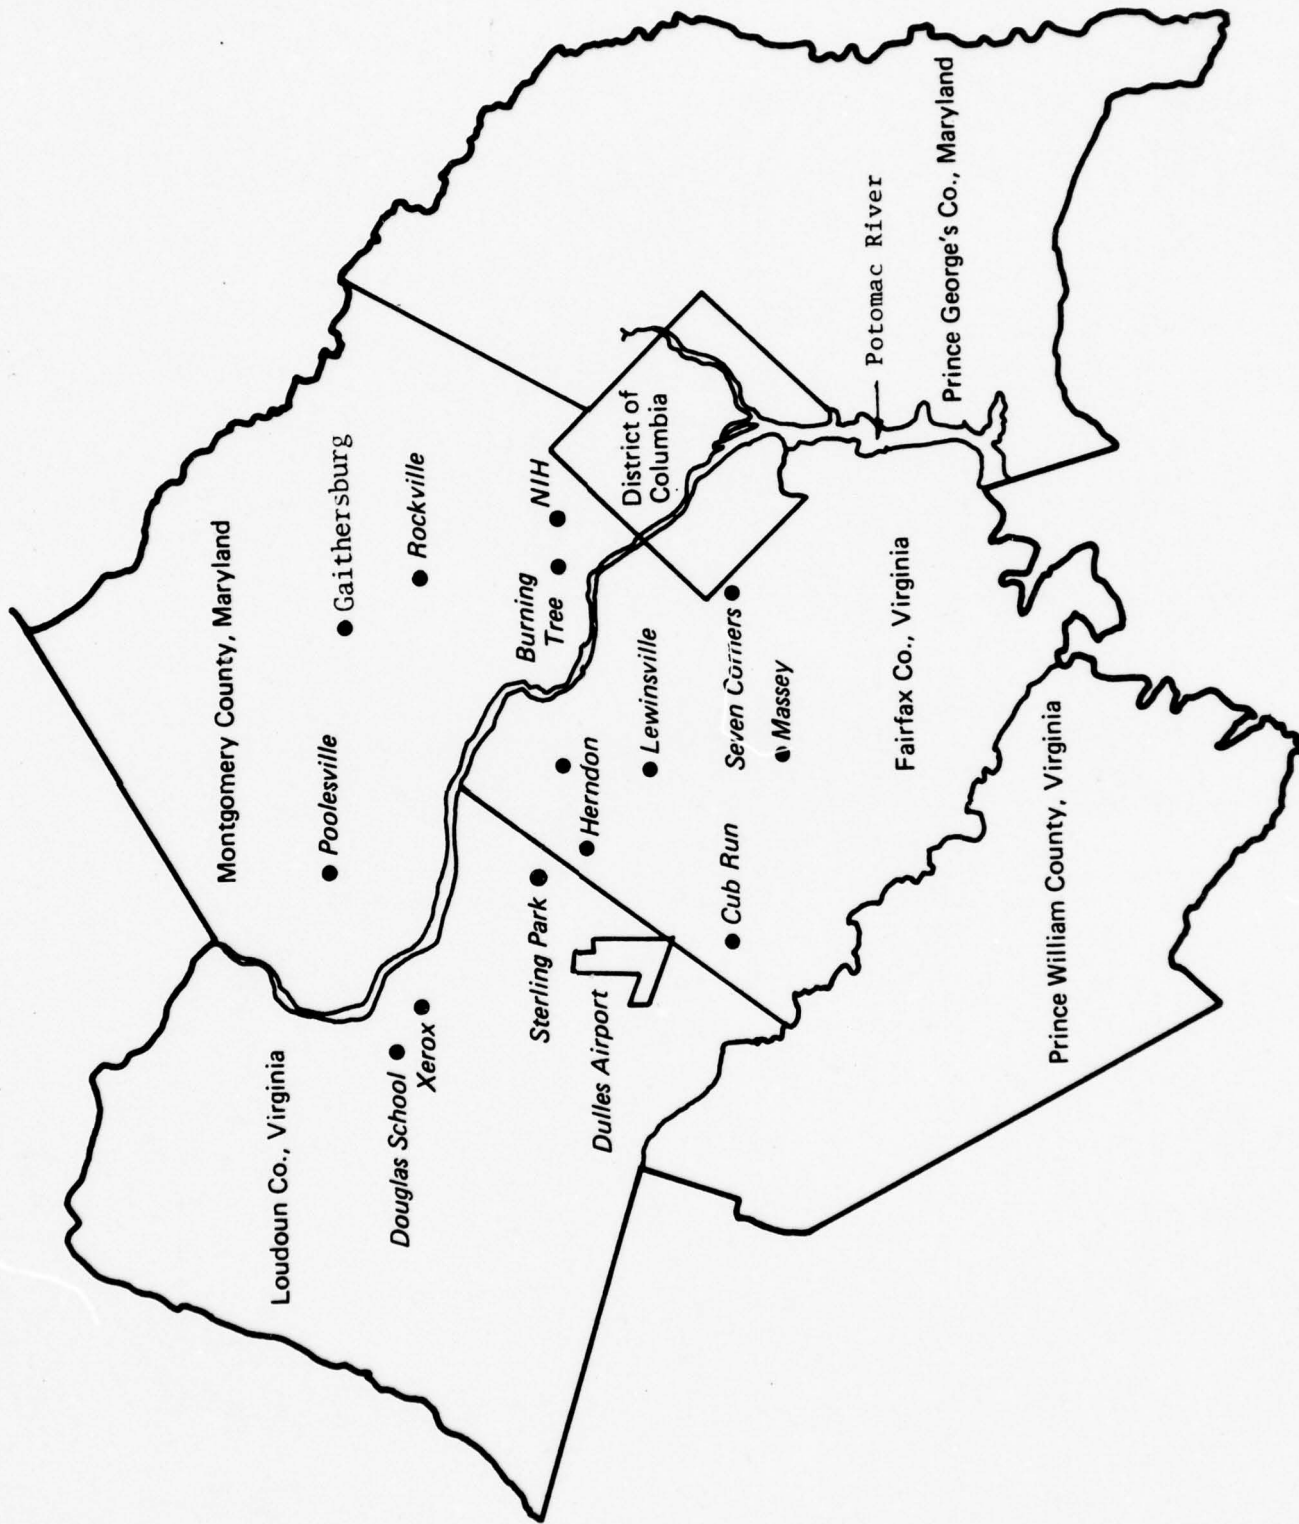 Montgomery County, Maryland
Gaithersburg
Poolesville
Rockville
Loudoun Co., Virginia
Douglas School
Xerox
Burning
Tree
NIH
Sterling Park
Herndon
District of
Columbia
Dulles Airport
Lewinsville
Seven Corners
Cub Run
Massey
Potomac River
Fairfax Co., Virginia
Prince George's Co., Maryland
Prince William County, Virginia